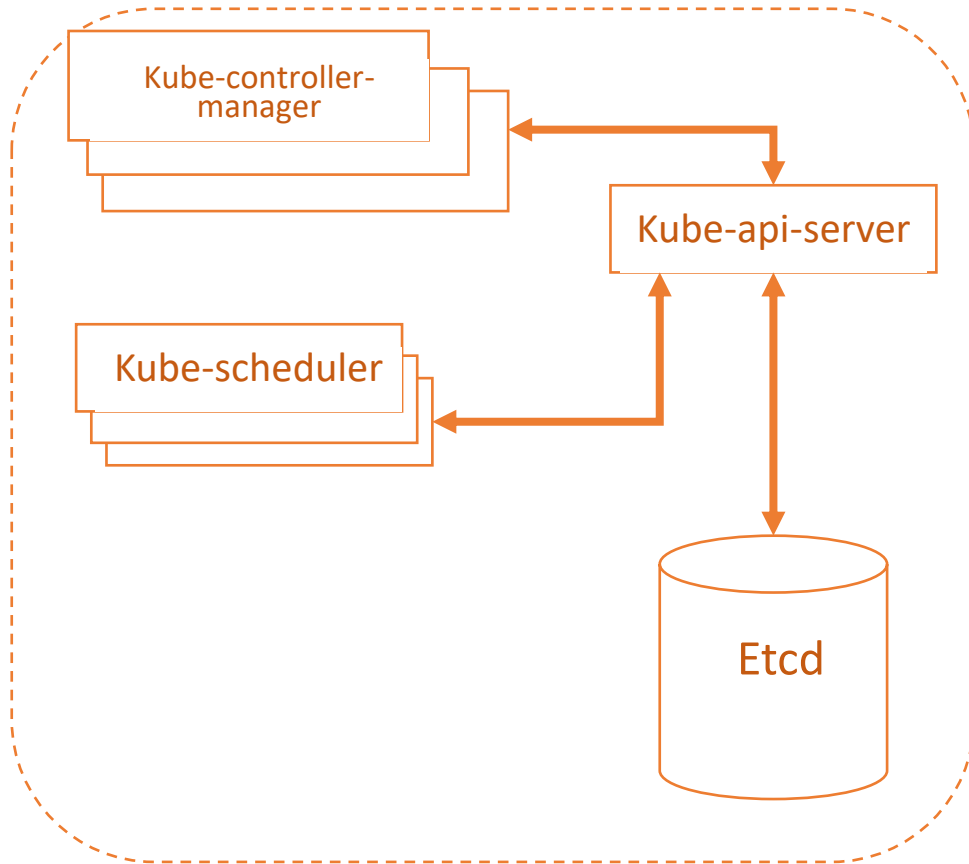 Kube-controller-
manager
Kube-api-server
Kube-scheduler
Etcd